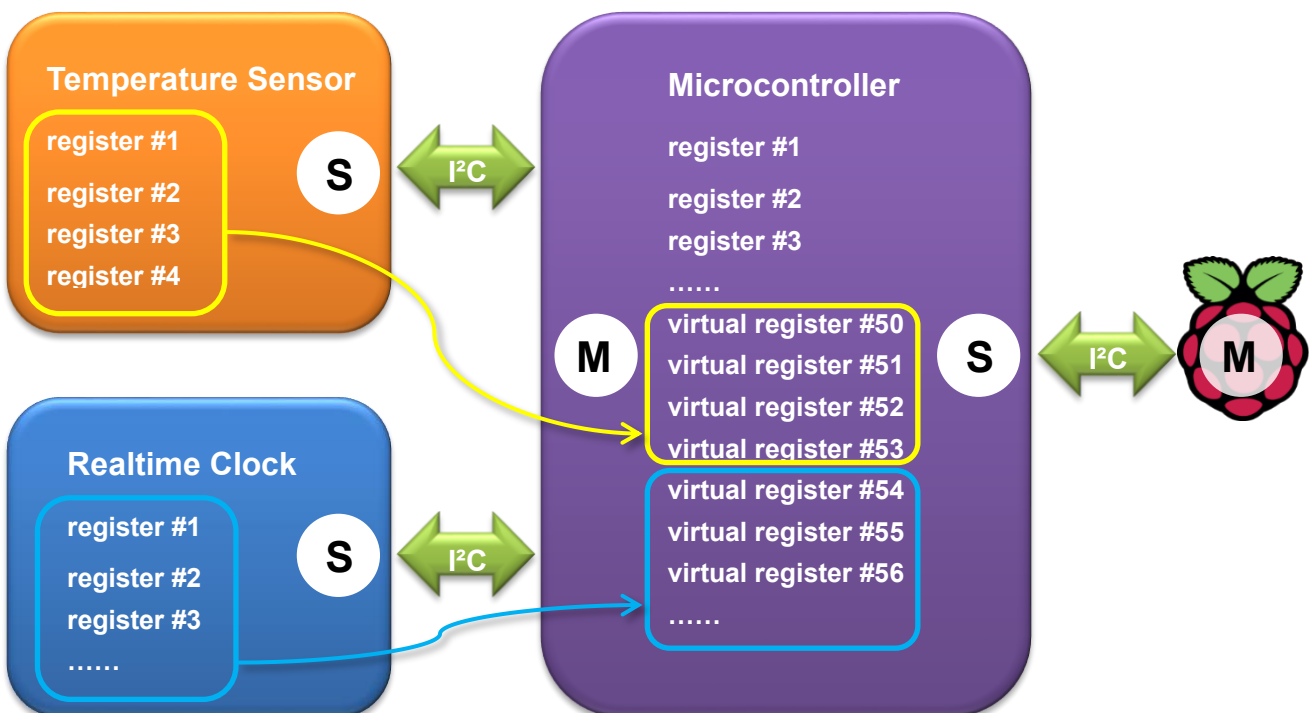 Temperature Sensor
register #1
register #2
register #3
register #4
S
I²C
Realtime Clock
register #1
register #2
register #3
......
S
I²C
Microcontroller
register #1
register #2
register #3
......
M
virtual register #50
virtual register #51
virtual register #52
virtual register #53
virtual register #54
virtual register #55
virtual register #56
......
S
I²C
M